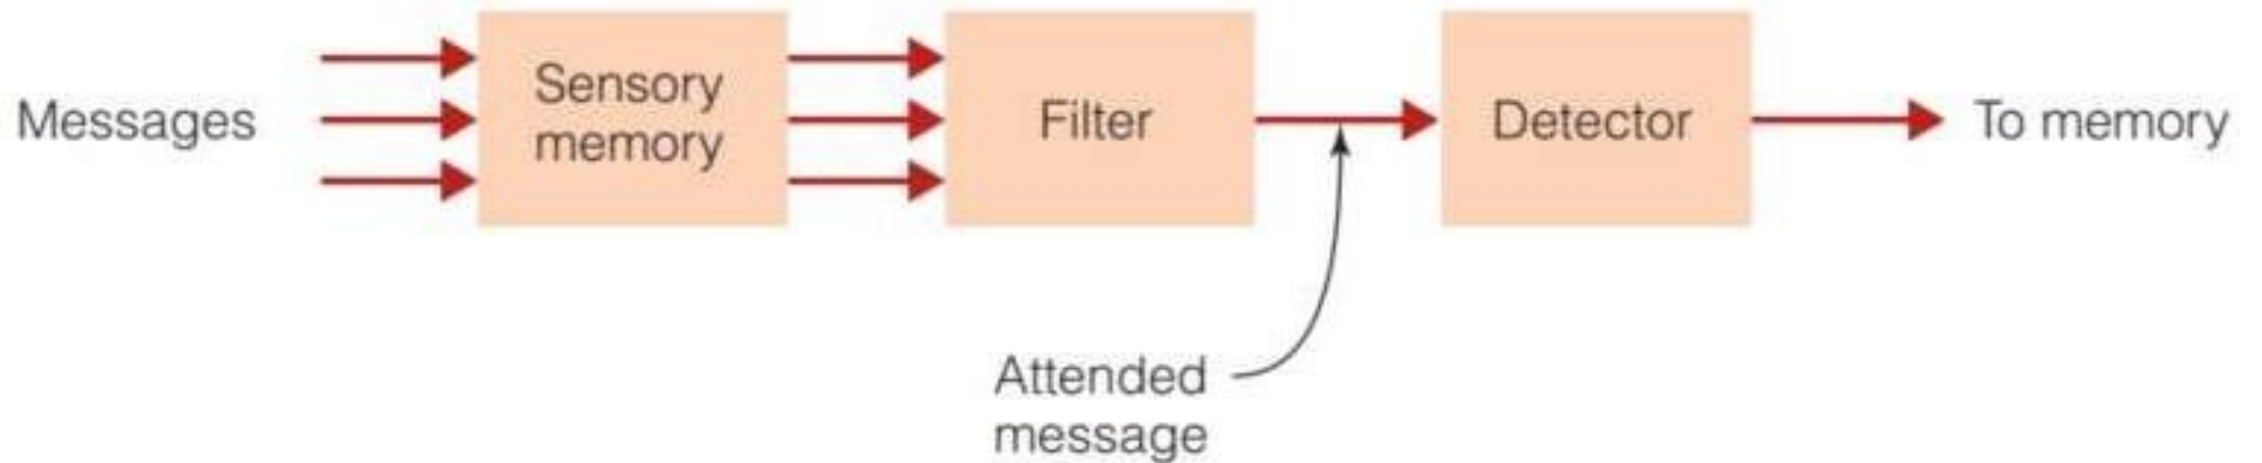 Messages
Sensory
memory
Filter
Detector
To memory
Attended
message